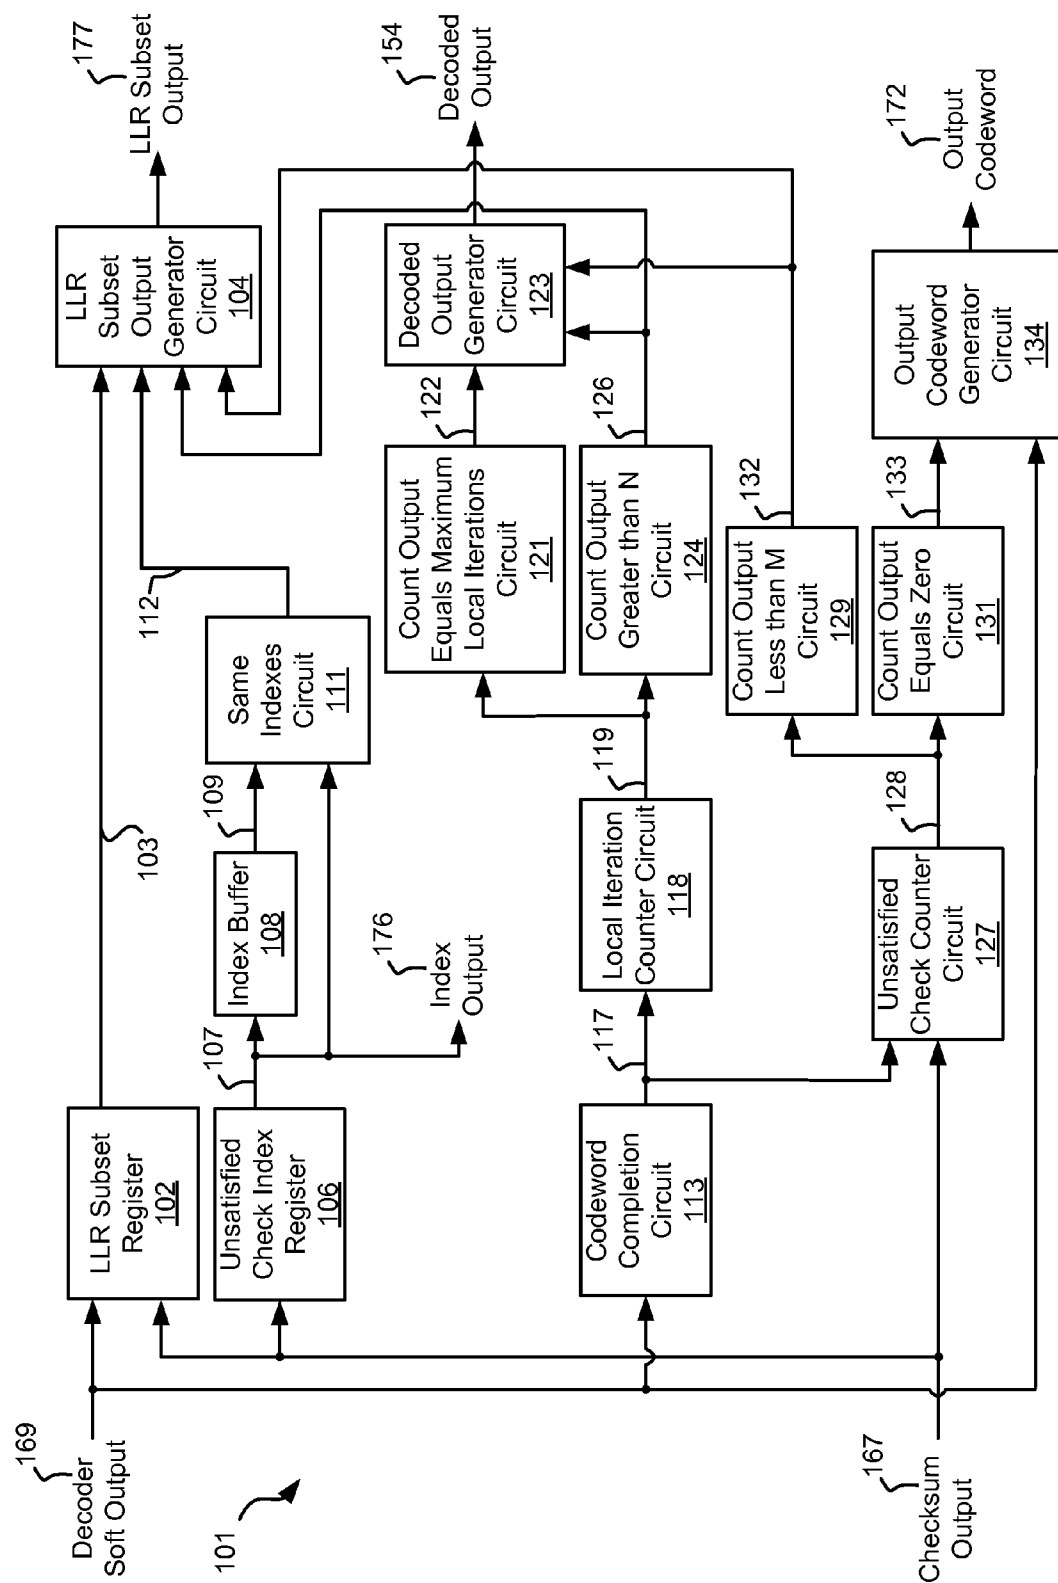 169
Decoder
Soft Output
101
167
Checksum
Output
LLR Subset
Register
102
Unsatisfied
Check Index
Register
106
107
Index Buffer
108
109
103
176
Index
Output
Same
Indexes
Circuit
111
112
LLR
Subset
Output
Generator
Circuit
104
177
LLR Subset
Output
Codeword
Completion
Circuit
113
117
Local Iteration
Counter Circuit
118
119
Count Output
Equals Maximum
Local Iterations
Circuit
121
122
Count Output
Greater than N
Circuit
124
126
Decoded
Output
Generator
Circuit
123
154
Decoded
Output
Unsatisfied
Check Counter
Circuit
127
128
Count Output
Less than M
Circuit
129
132
Count Output
Equals Zero
Circuit
131
133
Output
Codeword
Generator
Circuit
134
172
Output
Codeword